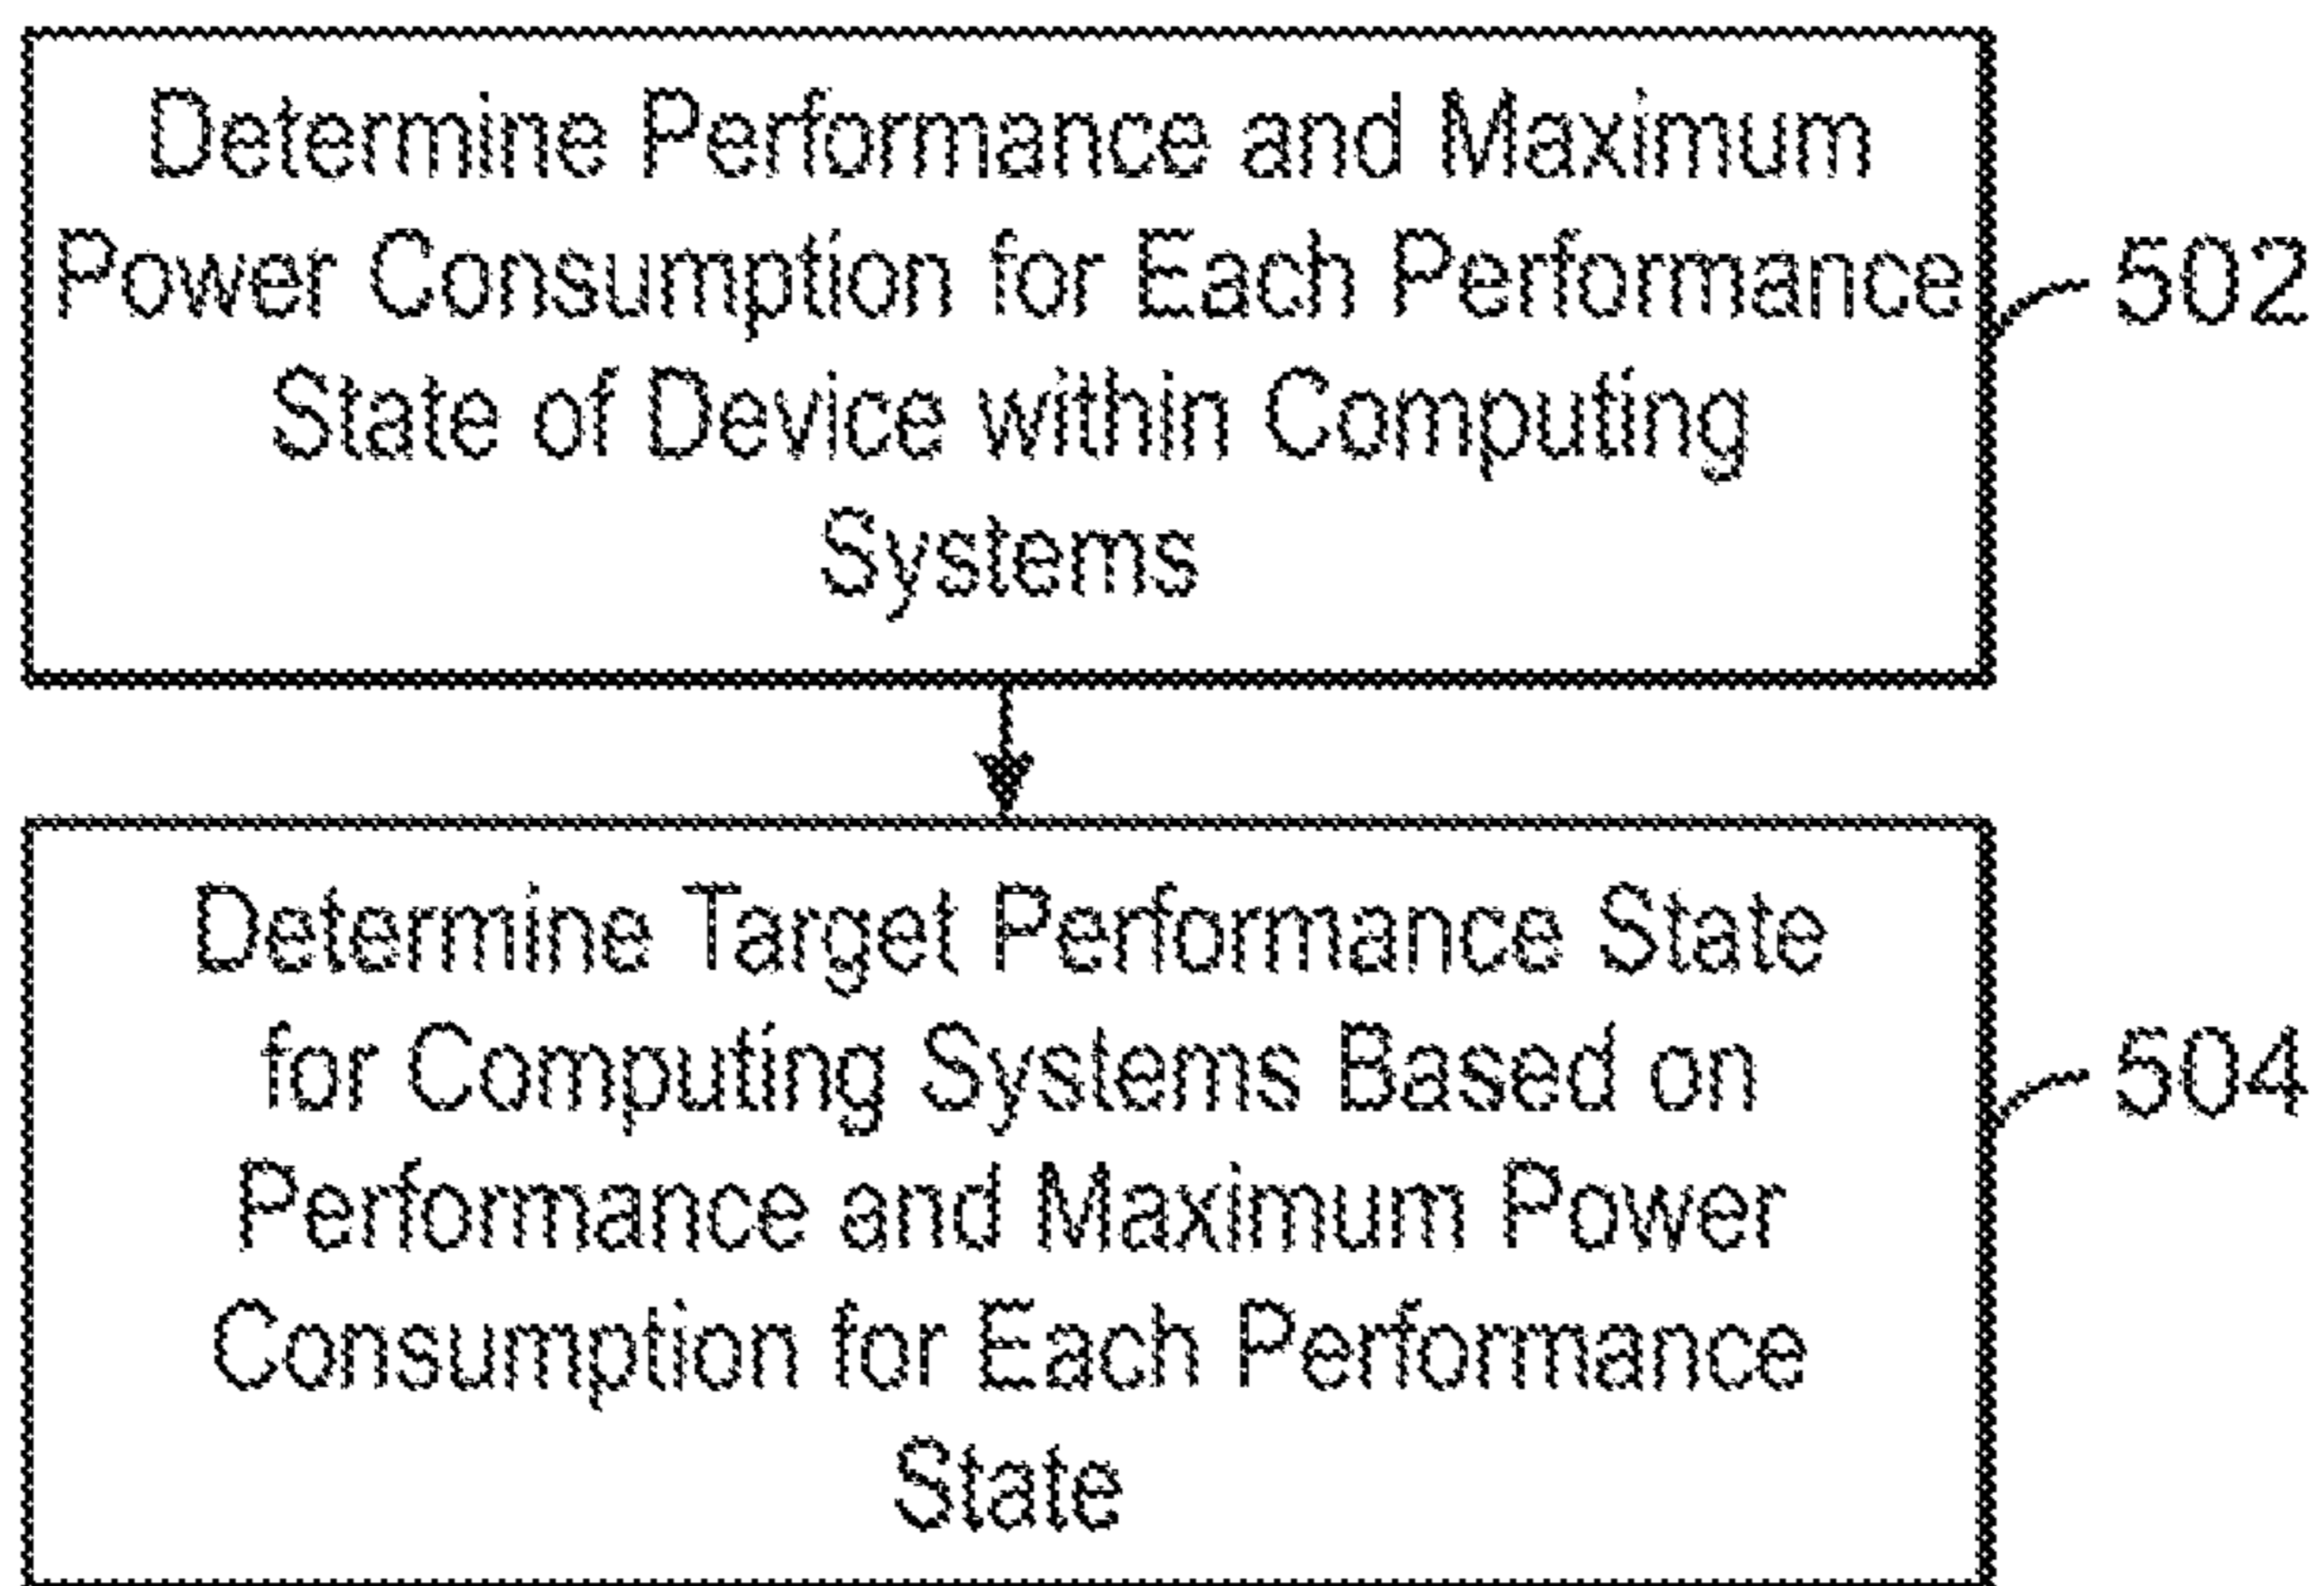 Determine Performance and Maximum
Power Consumption for Each Performance
State of Device within Computing
Systems
502
Determine Target Performance State
for Computing Systems Based on
Performance and Maximum Power
Consumption for Each Performance
State
504